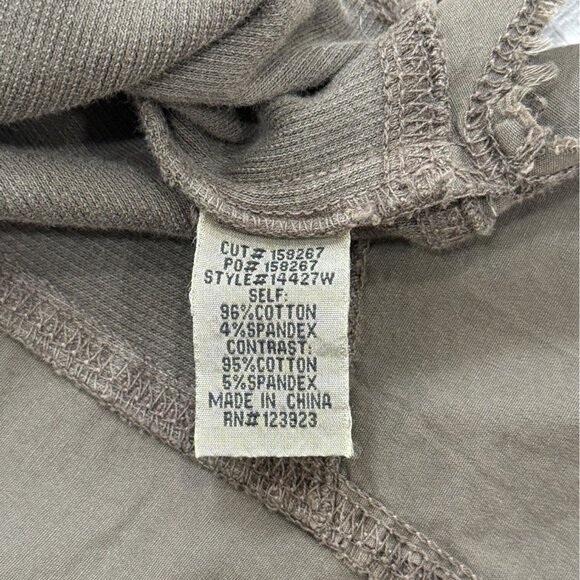 CUT# 158267
PO# 158267
STYLE#14427W
SELF:
96%COTTON
4%SPANDEX
CONTRAST:
95%COTTON
5%SPANDEX
MADE IN CHINA
RN#123923